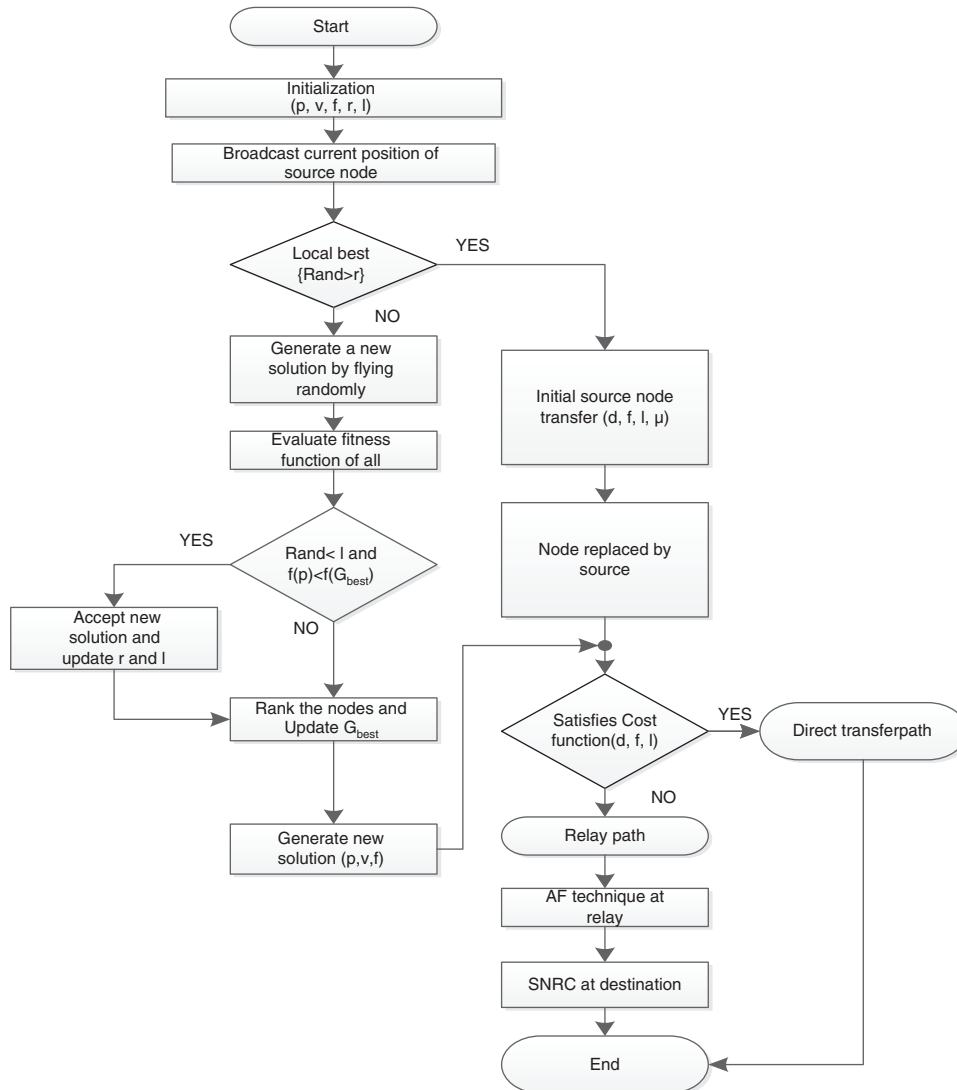 Start
Initialization
(p, v, f, r, l)
Broadcast current position of
source node
Local best
{Rand>r}
YES
NO
Generate a new
solution by flying
randomly
Evaluate fitness
function of all
Rand< l and
f(p)<f(Gbest)
YES
NO
Accept new
solution and
update r and l
Rank the nodes and
Update Gbest
Generate new
solution (p,v,f)
Initial source node
transfer (d, f, l, µ)
Node replaced by
source
Satisfies Cost
function(d, f, l)
YES
Direct transferpath
NO
Relay path
AF technique at
relay
SNRC at destination
End